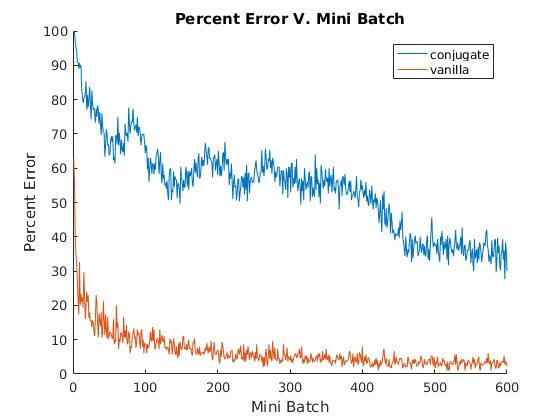 Percent Error V. Mini Batch
conjugate
vanilla
Percent Error
100
90
80
70
60
50
40
30
20
10
0
0 100 200 300 400 500 600
Mini Batch